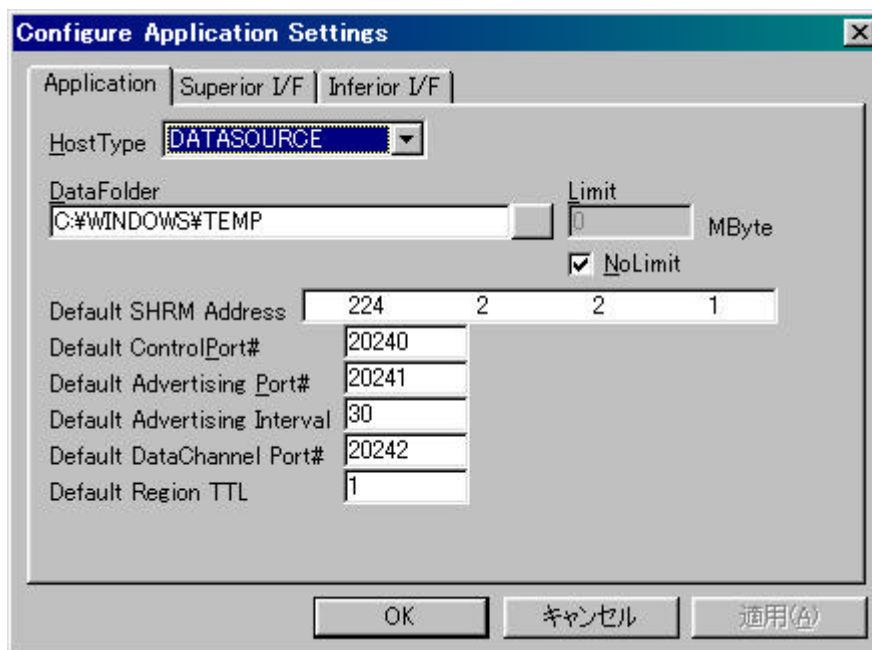 Configure Application Settings
Application Superior I/F Inferior I/F
HostType DATASOURCE
DataFolder Limit
C:¥WINDOWS¥TEMP 0 MByte
NoLimit
Default SHRM Address 224 2 2 1
Default ControlPort# 20240
Default Advertising Port# 20241
Default Advertising Interval 30
Default DataChannel Port# 20242
Default Region TTL 1
OK キャンセル 適用(A)